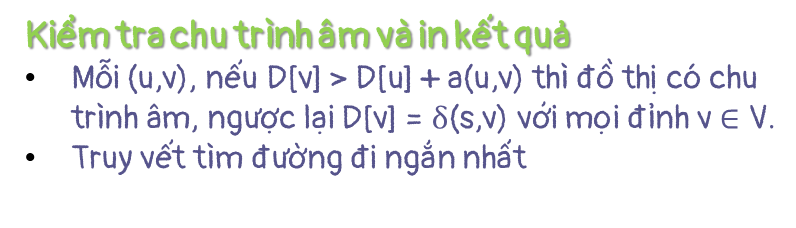 Kiểm tra chu trình âm và in kết quả
• Mỗi (u,v), nếu D[v] > D[u] + a(u,v) thì đồ thị có chu
trình âm, ngược lại D[v] = δ(s,v) với mọi đỉnh v ∈ V.
• Truy vết tìm đường đi ngắn nhất